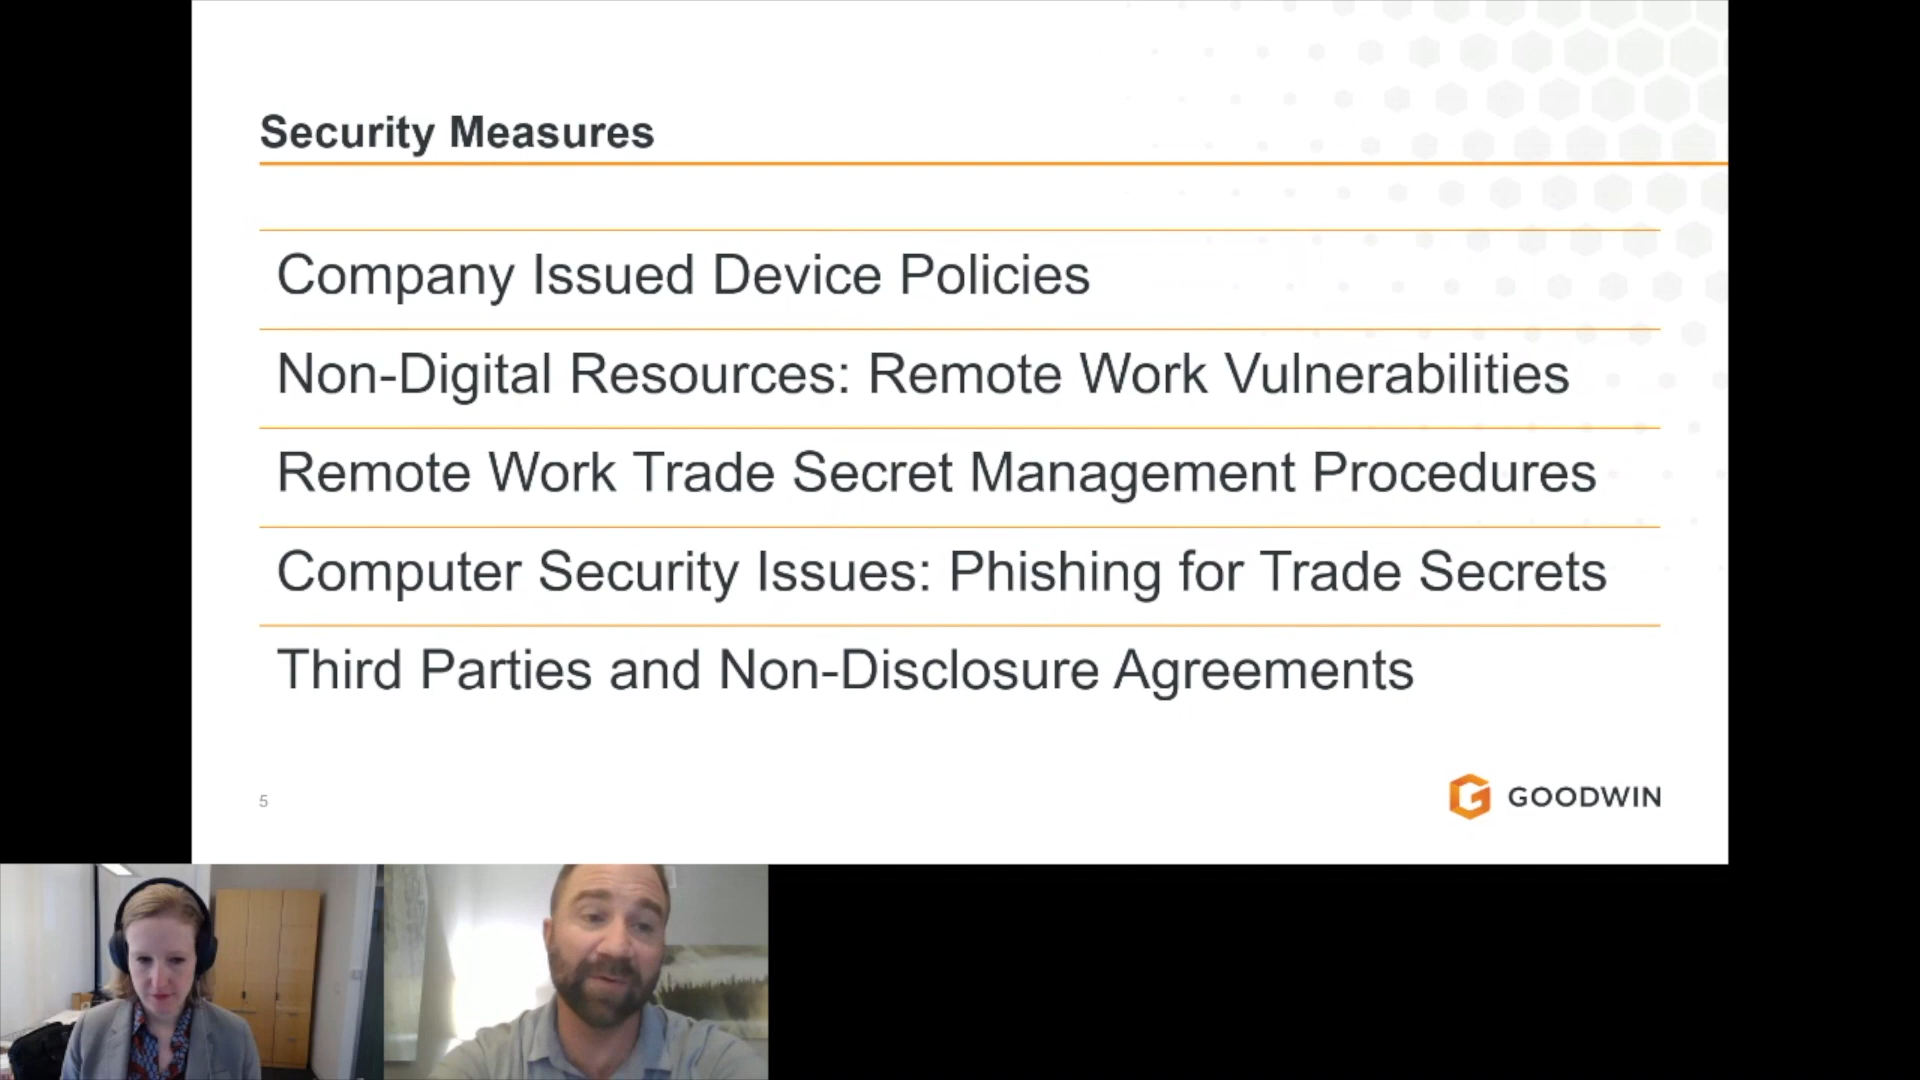 Security Measures
Company Issued Device Policies
Non-Digital Resources: Remote Work Vulnerabilities
Remote Work Trade Secret Management Procedures
Computer Security Issues: Phishing for Trade Secrets
Third Parties and Non-Disclosure Agreements
5
GOODWIN